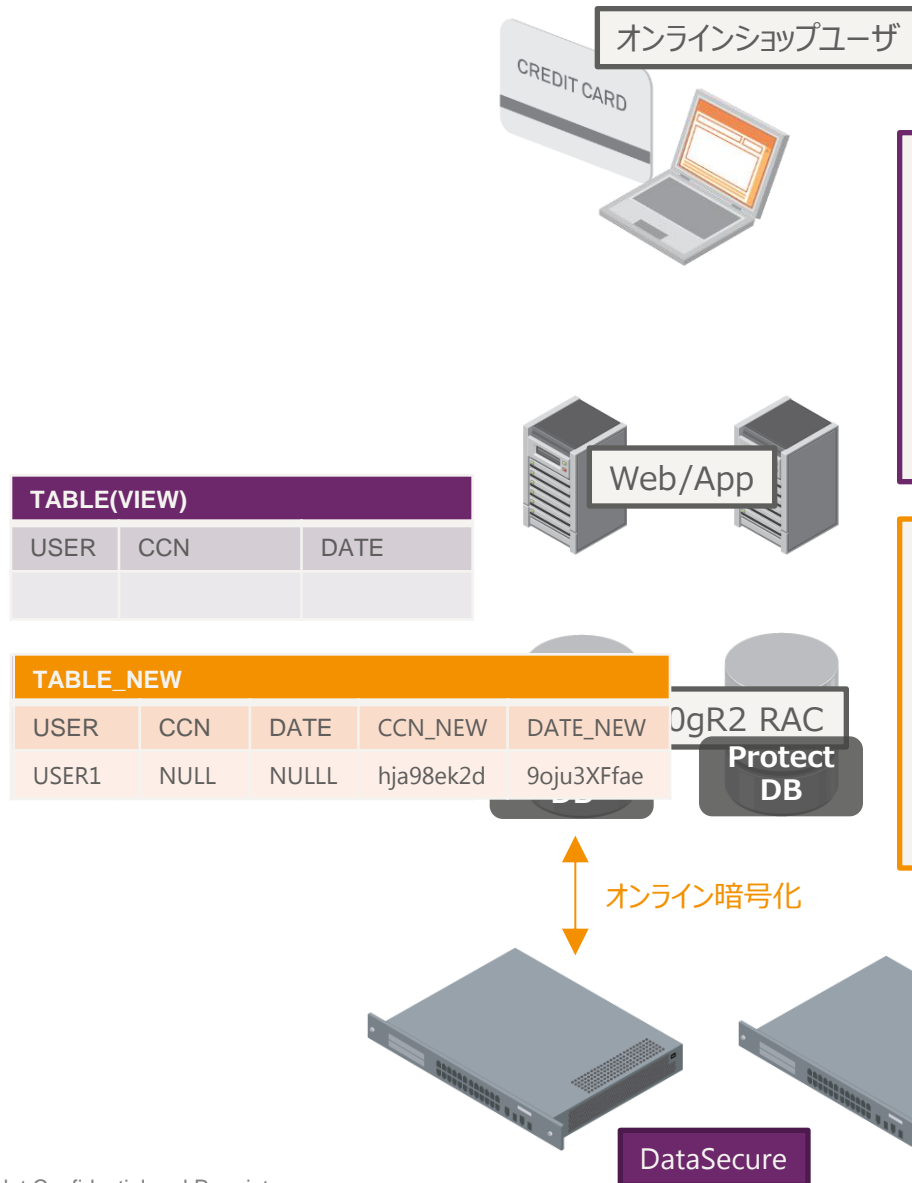 オンラインショップユーザ
CREDIT CARD
Web/App
TABLE(VIEW)
USER CCN DATE
TABLE_NEW
USER CCN DATE CCN_NEW DATE_NEW
USER1 NULL NULLL hja98ek2d 9oju3XFfae
0gR2 RAC
Protect
DB
DB
オンライン暗号化
DataSecure